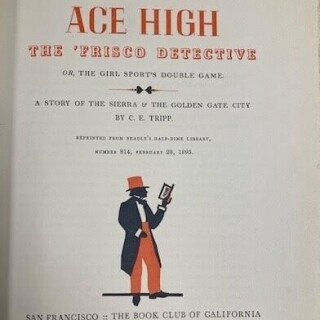 ACE HIGH
THE 'FRISCO DETECTIVE
OR, THE GIRL SPORT'S DOUBLE GAME.
A STORY OF THE SIERRA & THE GOLDEN GATE CITY
BY C. E. TRIPP.
REPRINTED FROM BEADLE'S HALF-DIME LIBRARY,
NUMBER 814, FEBRUARY 28, 1893.
SAN FRANCISCO :: THE BOOK CLUB OF CALIFORNIA